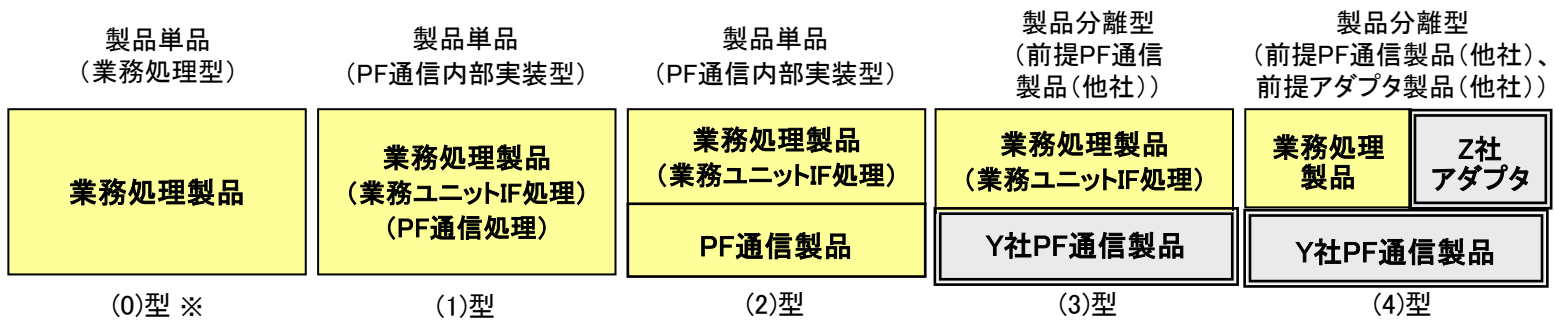 製品単品
（業務処理型）
製品単品
（PF通信内部実装型）
製品単品
（PF通信内部実装型）
製品分離型
（前提PF通信
製品（他社））
製品分離型
（前提PF通信製品（他社）、
前提アダプタ製品（他社））
業務処理製品
業務処理製品
（業務ユニットIF処理）
（PF通信処理）
業務処理製品
（業務ユニットIF処理）
PF通信製品
業務処理製品
（業務ユニットIF処理）
Y社PF通信製品
業務処理
製品
Z社
アダプタ
Y社PF通信製品
(0)型 ※
(1)型
(2)型
(3)型
(4)型